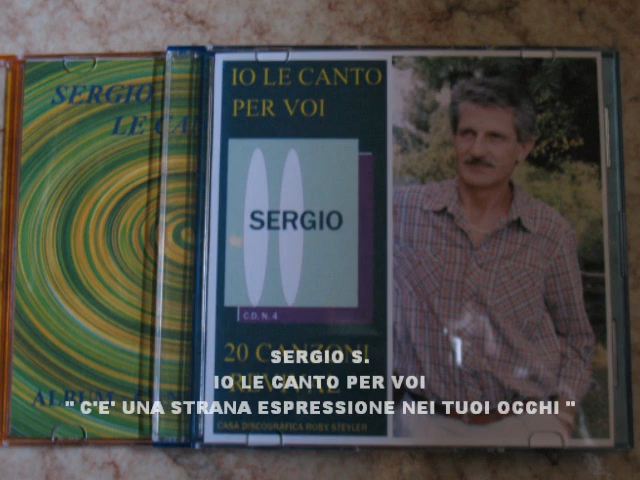 SERGIO
LE CA
IO LE CANTO
PER VOI
SERGIO
C.D. N. 4
20 CANZONI
REVIVAL
CASA DISCOGRAFICA ROBY STEYLER
SERGIO S.
IO LE CANTO PER VOI
" C'E' UNA STRANA ESPRESSIONE NEI TUOI OCCHI "